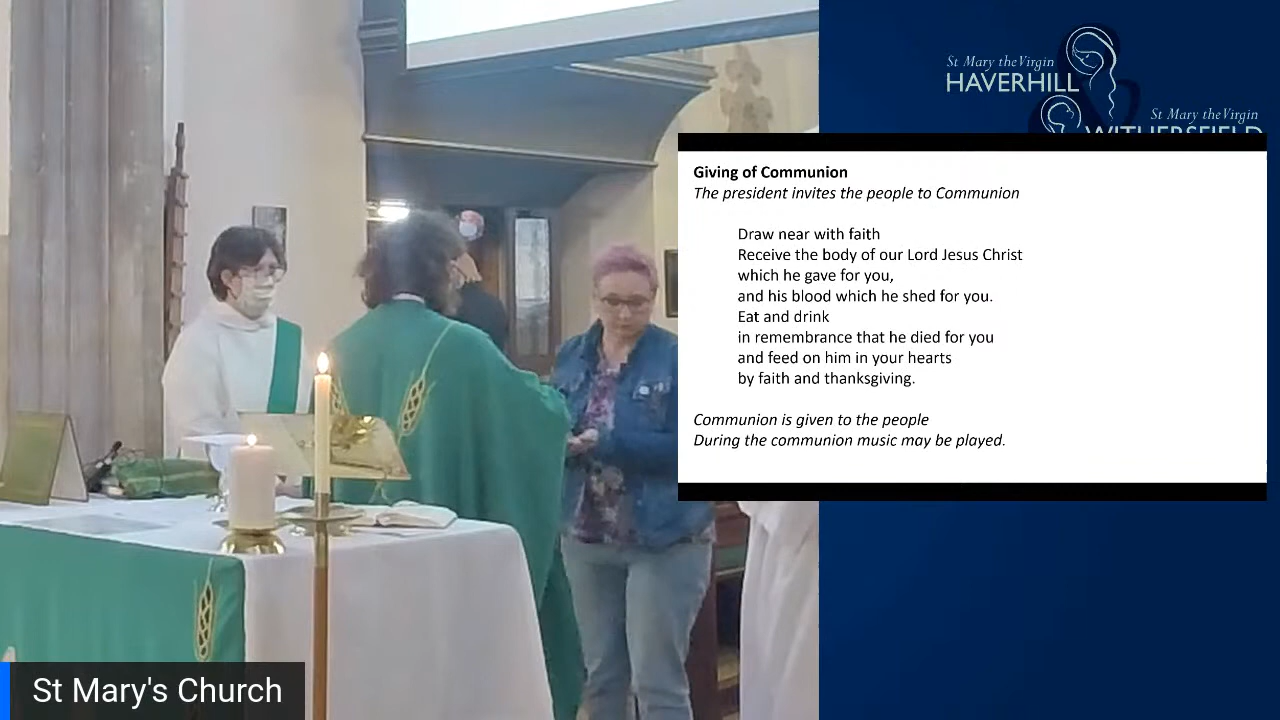 St Mary the Virgin
HAVERHILL
St Mary the Virgin
WITHERSFIELD
Giving of Communion
The president invites the people to Communion
Draw near with faith
Receive the body of our Lord Jesus Christ
which he gave for you,
and his blood which he shed for you.
Eat and drink
in remembrance that he died for you
and feed on him in your hearts
by faith and thanksgiving.
Communion is given to the people
During the communion music may be played.
St Mary's Church